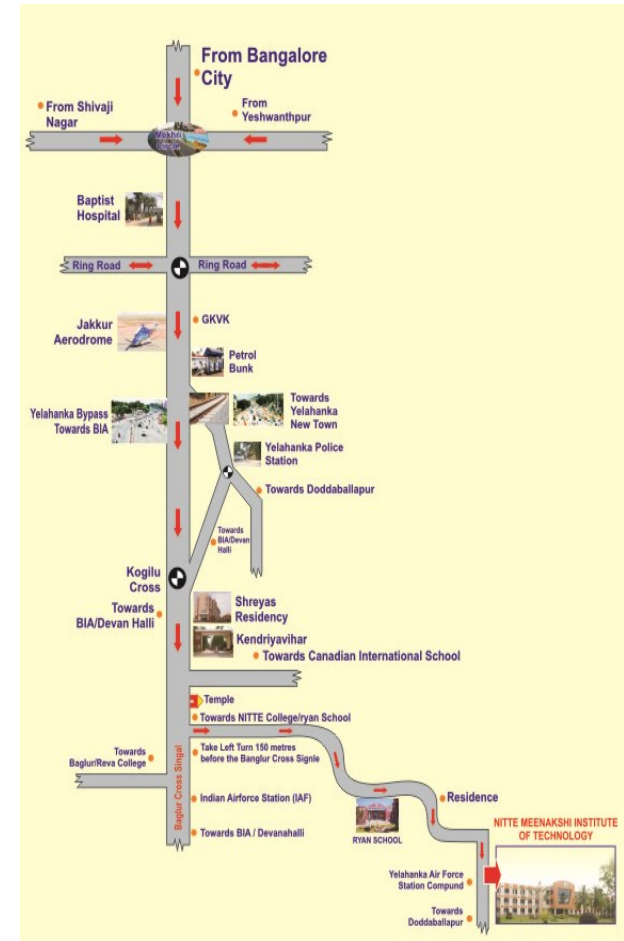 From Bangalore
City
From Shivaji
Nagar
From
Yeshwanthpur
Mekhri
Circle
Baptist
Hospital
Ring Road
Ring Road
Jakkur
Aerodrome
GKVK
Petrol
Bunk
Yelahanka Bypass
Towards BIA
Towards
Yelahanka
New Town
Yelahanka Police
Station
Towards Doddaballapur
Towards
BIA/Devan
Halli
Kogilu
Cross
Towards
BIA/Devan Halli
Shreyas
Residency
Kendriyavihar
Towards Canadian International School
Temple
Towards NITTE College/ryan School
Towards
Baglur/Reva College
Baglur Cross Singal
Take Left Turn 150 metres
before the Banglur Cross Signle
Indian Airforce Station (IAF)
Towards BIA / Devanahalli
RYAN SCHOOL
Residence
NITTE MEENAKSHI INSTITUTE
OF TECHNOLOGY
Yelahanka Air Force
Station Compund
Towards
Doddaballapur